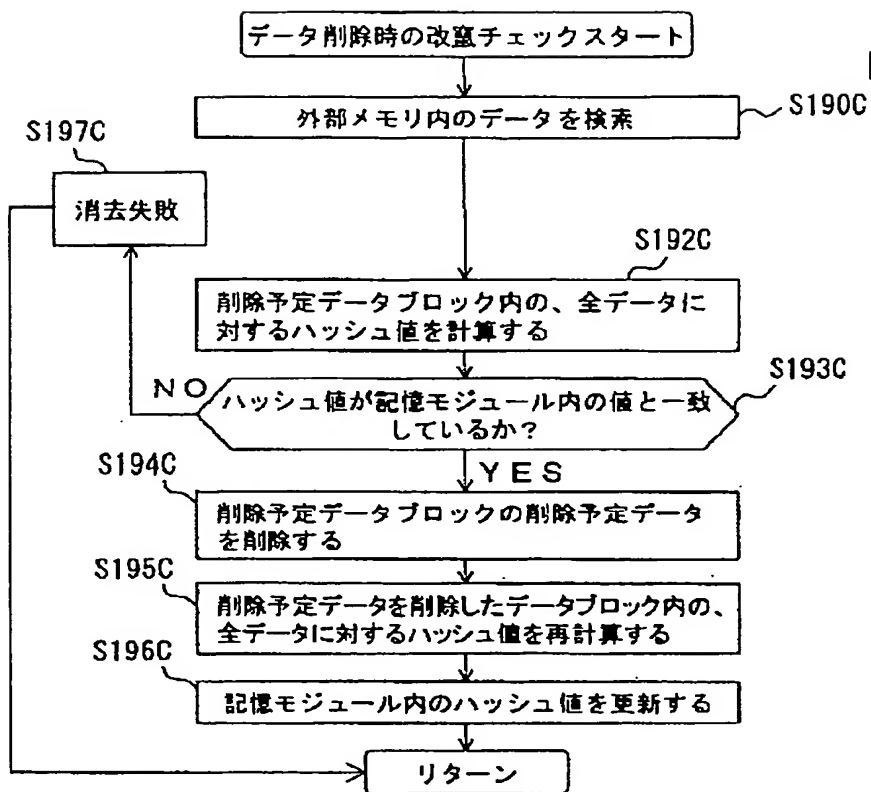 データ削除時の改竄チェックスタート
外部メモリ内のデータを検索
S190C
S197C
消去失敗
S192C
削除予定データブロック内の、全データに
対するハッシュ値を計算する
NO
ハッシュ値が記憶モジュール内の値と一致
しているか?
S193C
YES
S194C
削除予定データブロックの削除予定データ
を削除する
S195C
削除予定データを削除したデータブロック内の、
全データに対するハッシュ値を再計算する
S196C
記憶モジュール内のハッシュ値を更新する
リターン